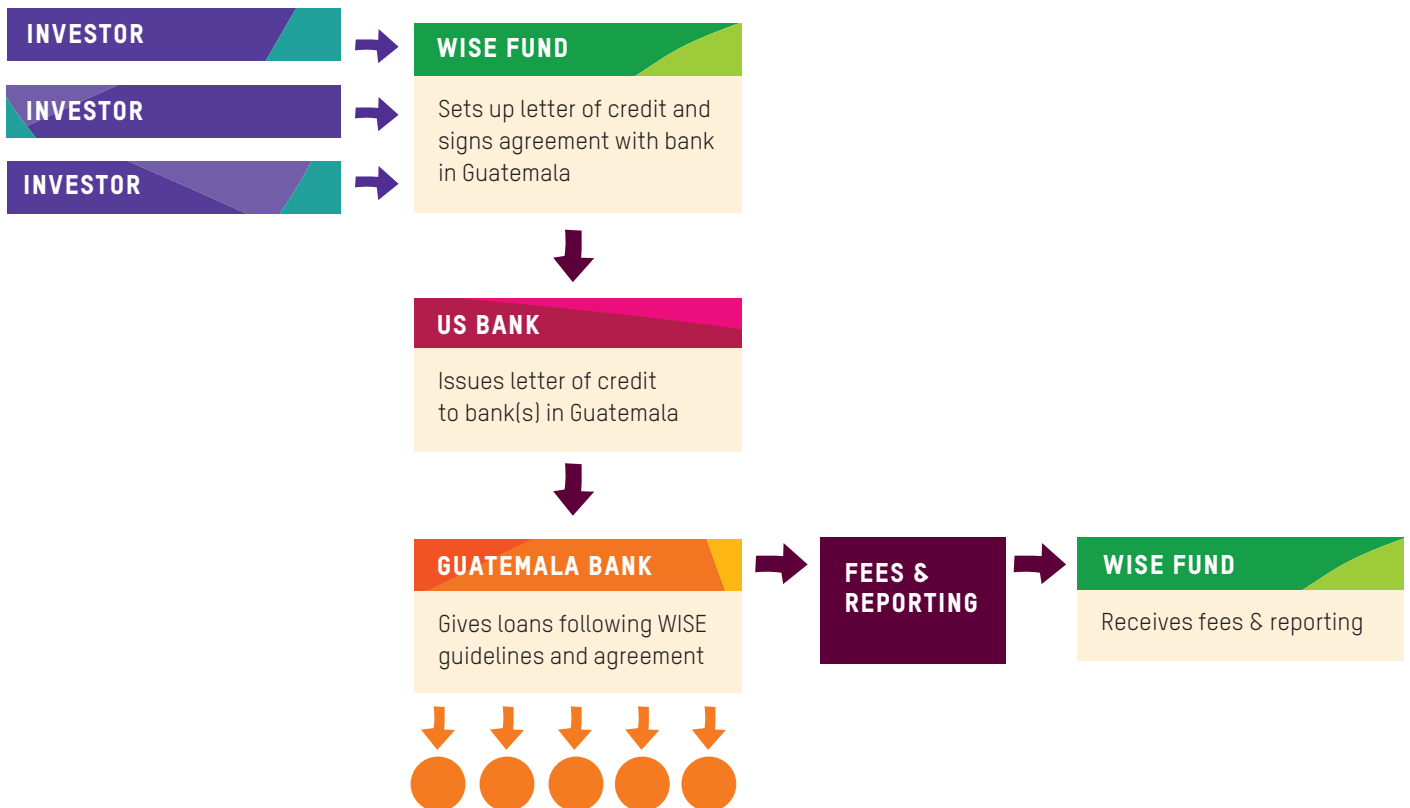 INVESTOR
INVESTOR
INVESTOR
WISE FUND
Sets up letter of credit and
signs agreement with bank
in Guatemala
US BANK
Issues letter of credit
to bank(s) in Guatemala
GUATEMALA BANK
Gives loans following WISE
guidelines and agreement
FEES &
REPORTING
WISE FUND
Receives fees & reporting